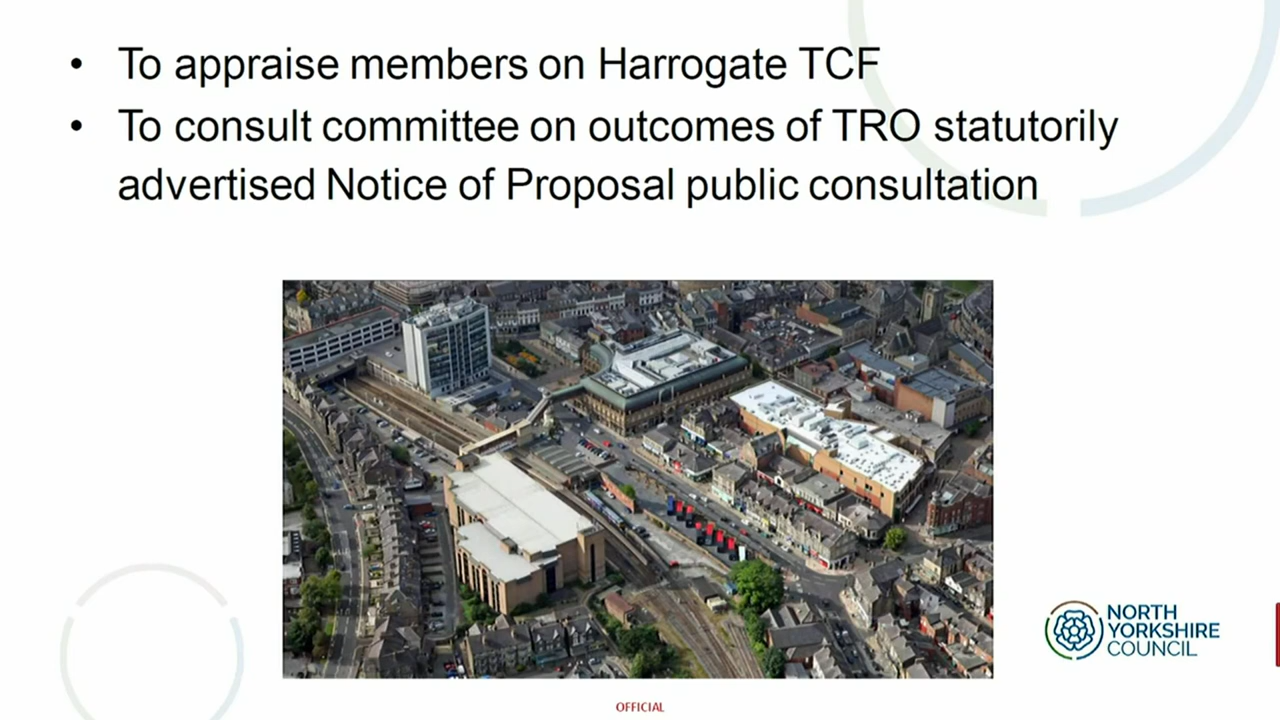 • To appraise members on Harrogate TCF
• To consult committee on outcomes of TRO statutorily
advertised Notice of Proposal public consultation
NORTH
YORKSHIRE
COUNCIL
OFFICIAL